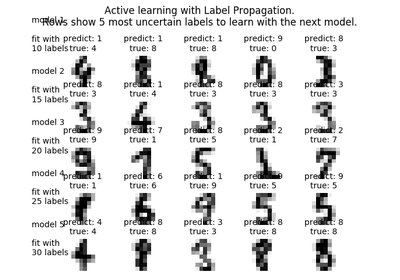 Active learning with Label Propagation.
Rows show 5 most uncertain labels to learn with the next model.
model 1
fit with
10 labels
predict: 1 predict: 1 predict: 1 predict: 9 predict: 8
true: 4 true: 8 true: 8 true: 0 true: 3
model 2
fit with
15 labels
predict: 8 predict: 1 predict: 8 predict: 8 predict: 8
true: 3 true: 4 true: 3 true: 3 true: 3
model 3
fit with
20 labels
predict: 9 predict: 7 predict: 8 predict: 2 predict: 2
true: 9 true: 1 true: 5 true: 1 true: 7
model 4
fit with
25 labels
predict: 1 predict: 6 predict: 1 predict: predict: 9
true: 1 true: 6 true: 9 true: 5 true: 5
model 5
fit with
30 labels
predict: 4 predict: 8 predict: 3 predict: 8 predict: 8
true: 4 true: 8 true: 3 true: 8 true: 8